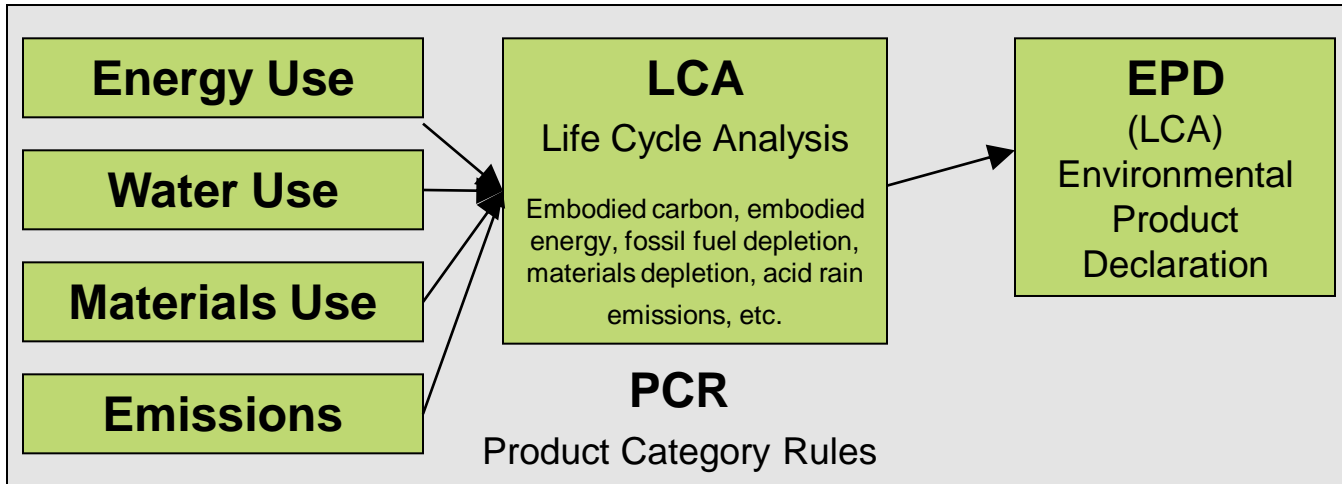 Energy Use
Water Use
Materials Use
Emissions
LCA
Life Cycle Analysis
Embodied carbon, embodied
energy, fossil fuel depletion,
materials depletion, acid rain
emissions, etc.
PCR
Product Category Rules
EPD
(LCA)
Environmental
Product
Declaration